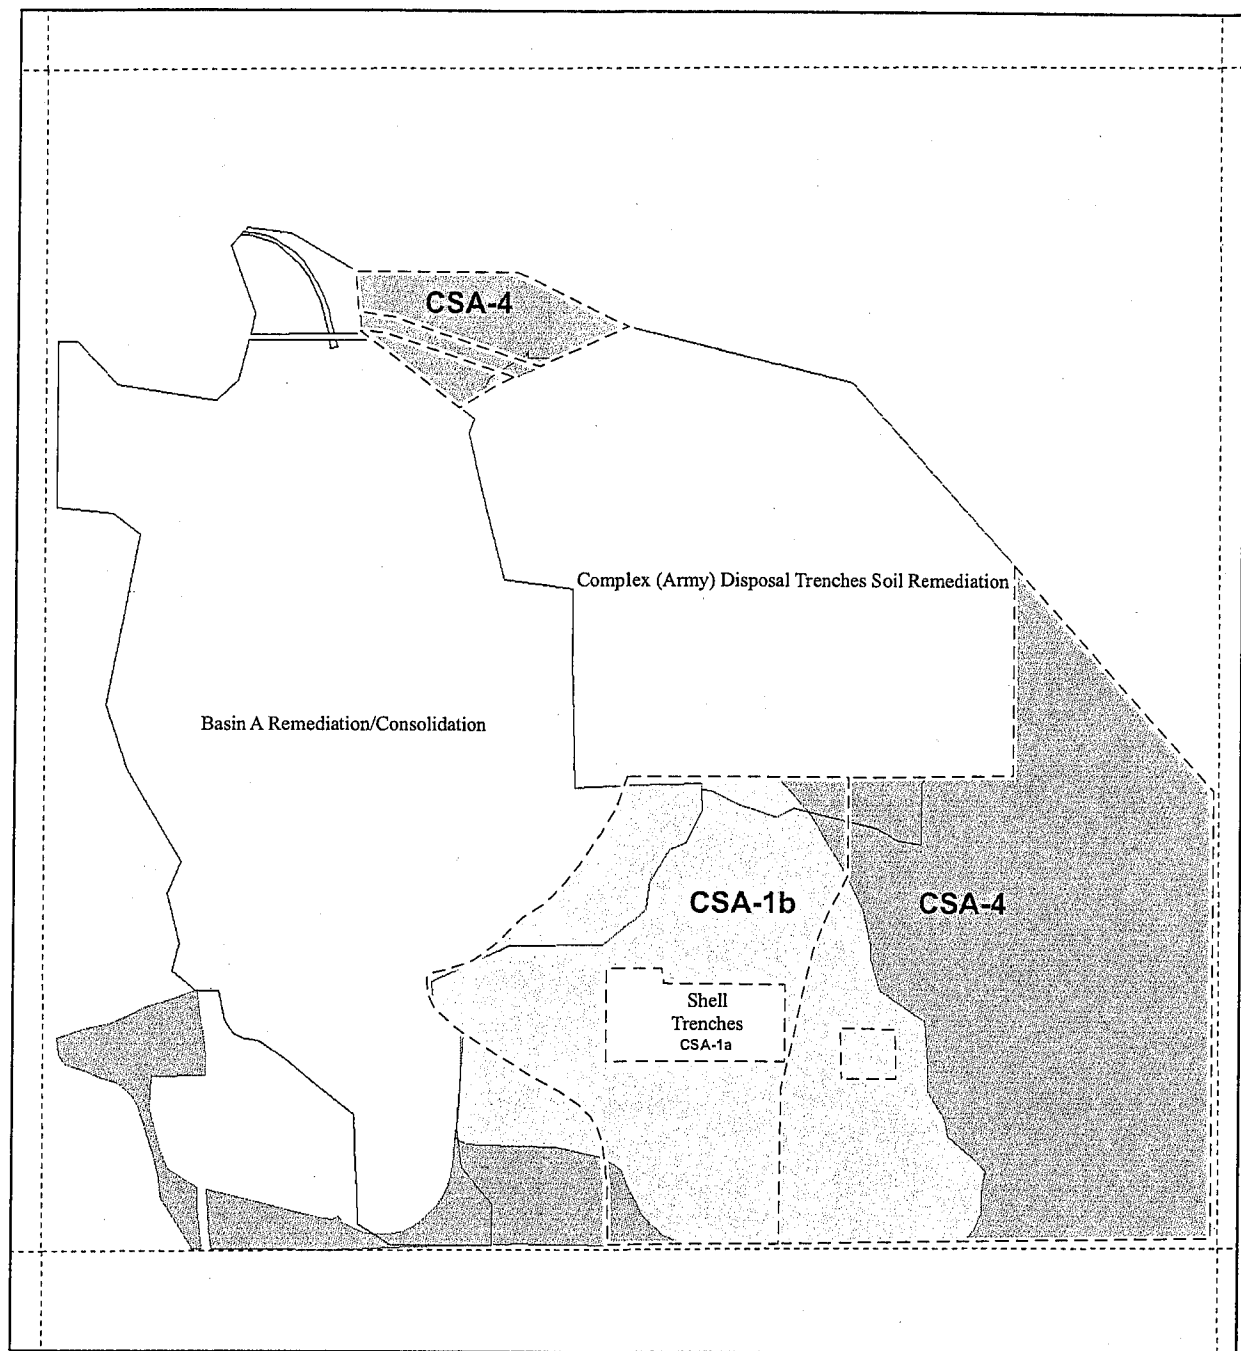 CSA-4
Complex (Army) Disposal Trenches Soil Remediation
Basin A Remediation/Consolidation
CSA-1b
CSA-4
Shell
Trenches
CSA-1a